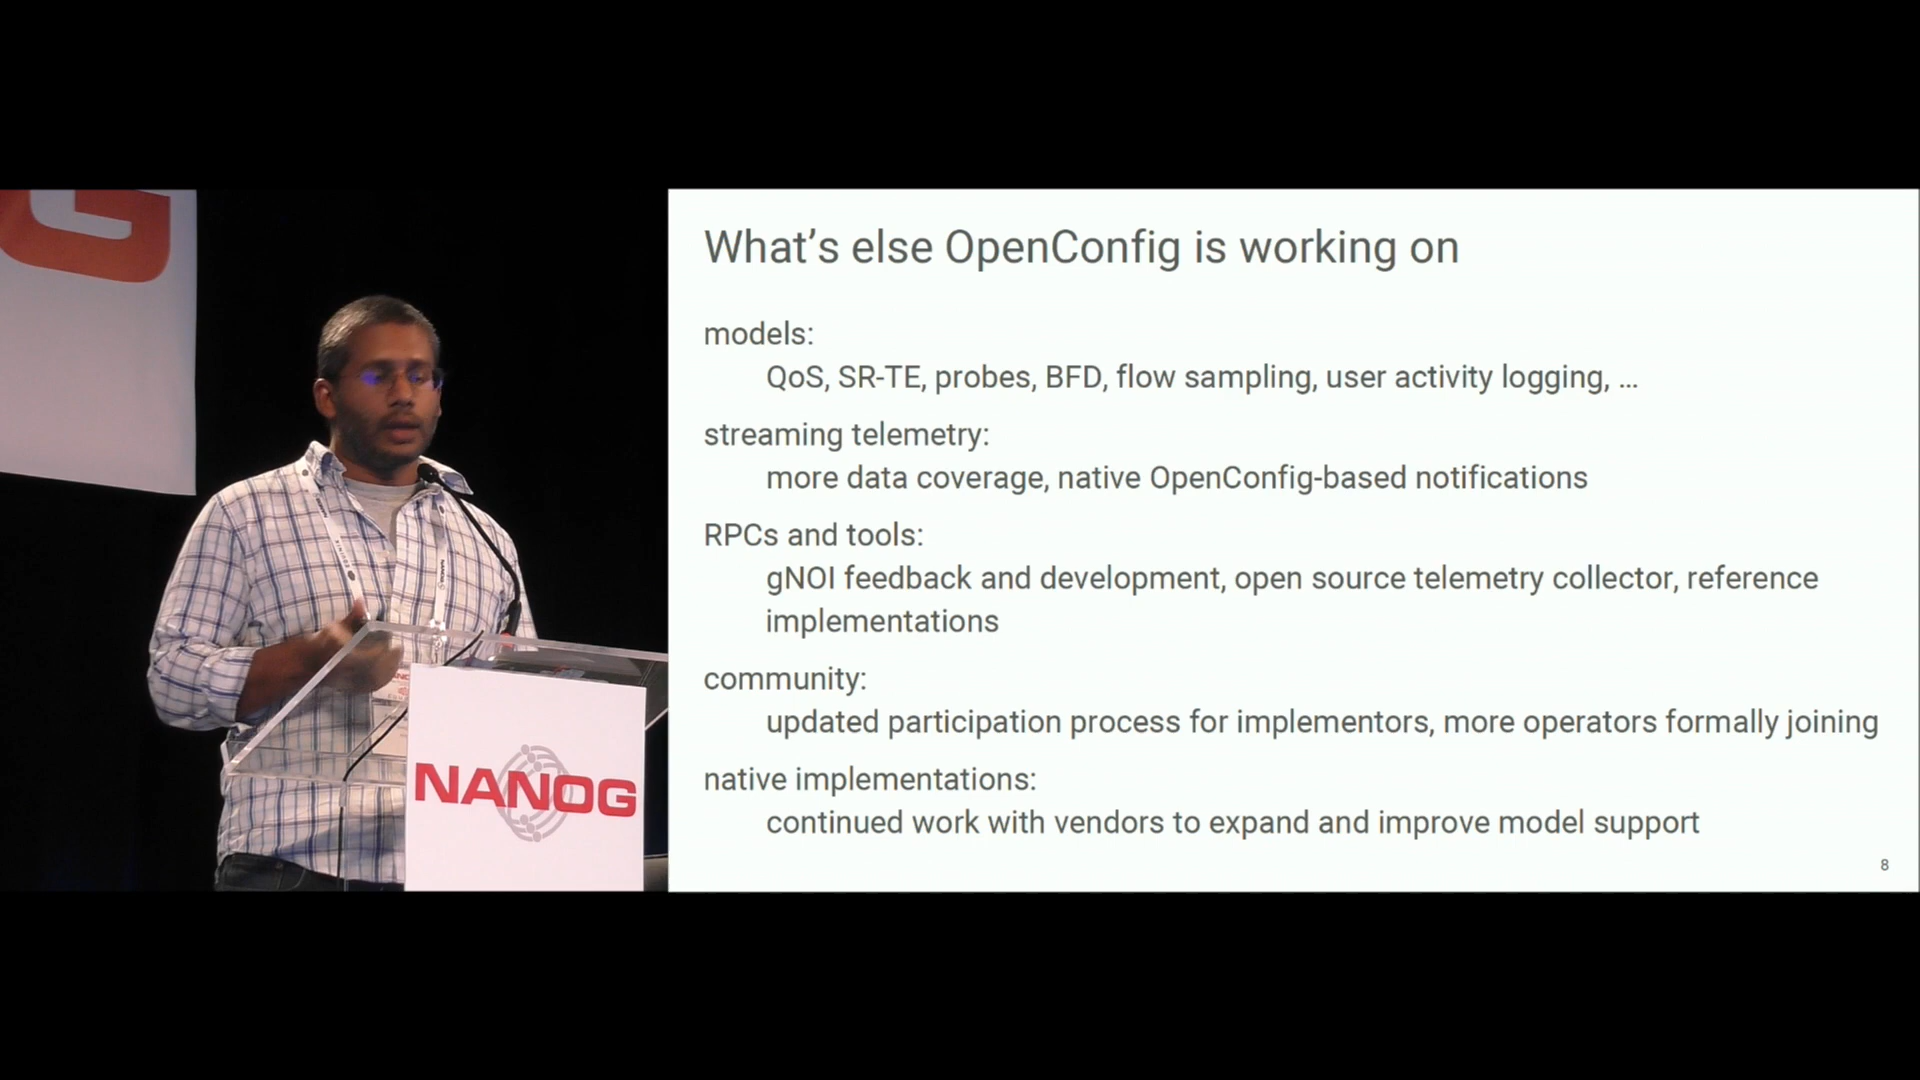 What’s else OpenConfig is working on
models:
QoS, SR-TE, probes, BFD, flow sampling, user activity logging, ...
streaming telemetry:
more data coverage, native OpenConfig-based notifications
RPCs and tools:
gNOI feedback and development, open source telemetry collector, reference
implementations
community:
updated participation process for implementors, more operators formally joining
native implementations:
continued work with vendors to expand and improve model support
8
G
NANOG